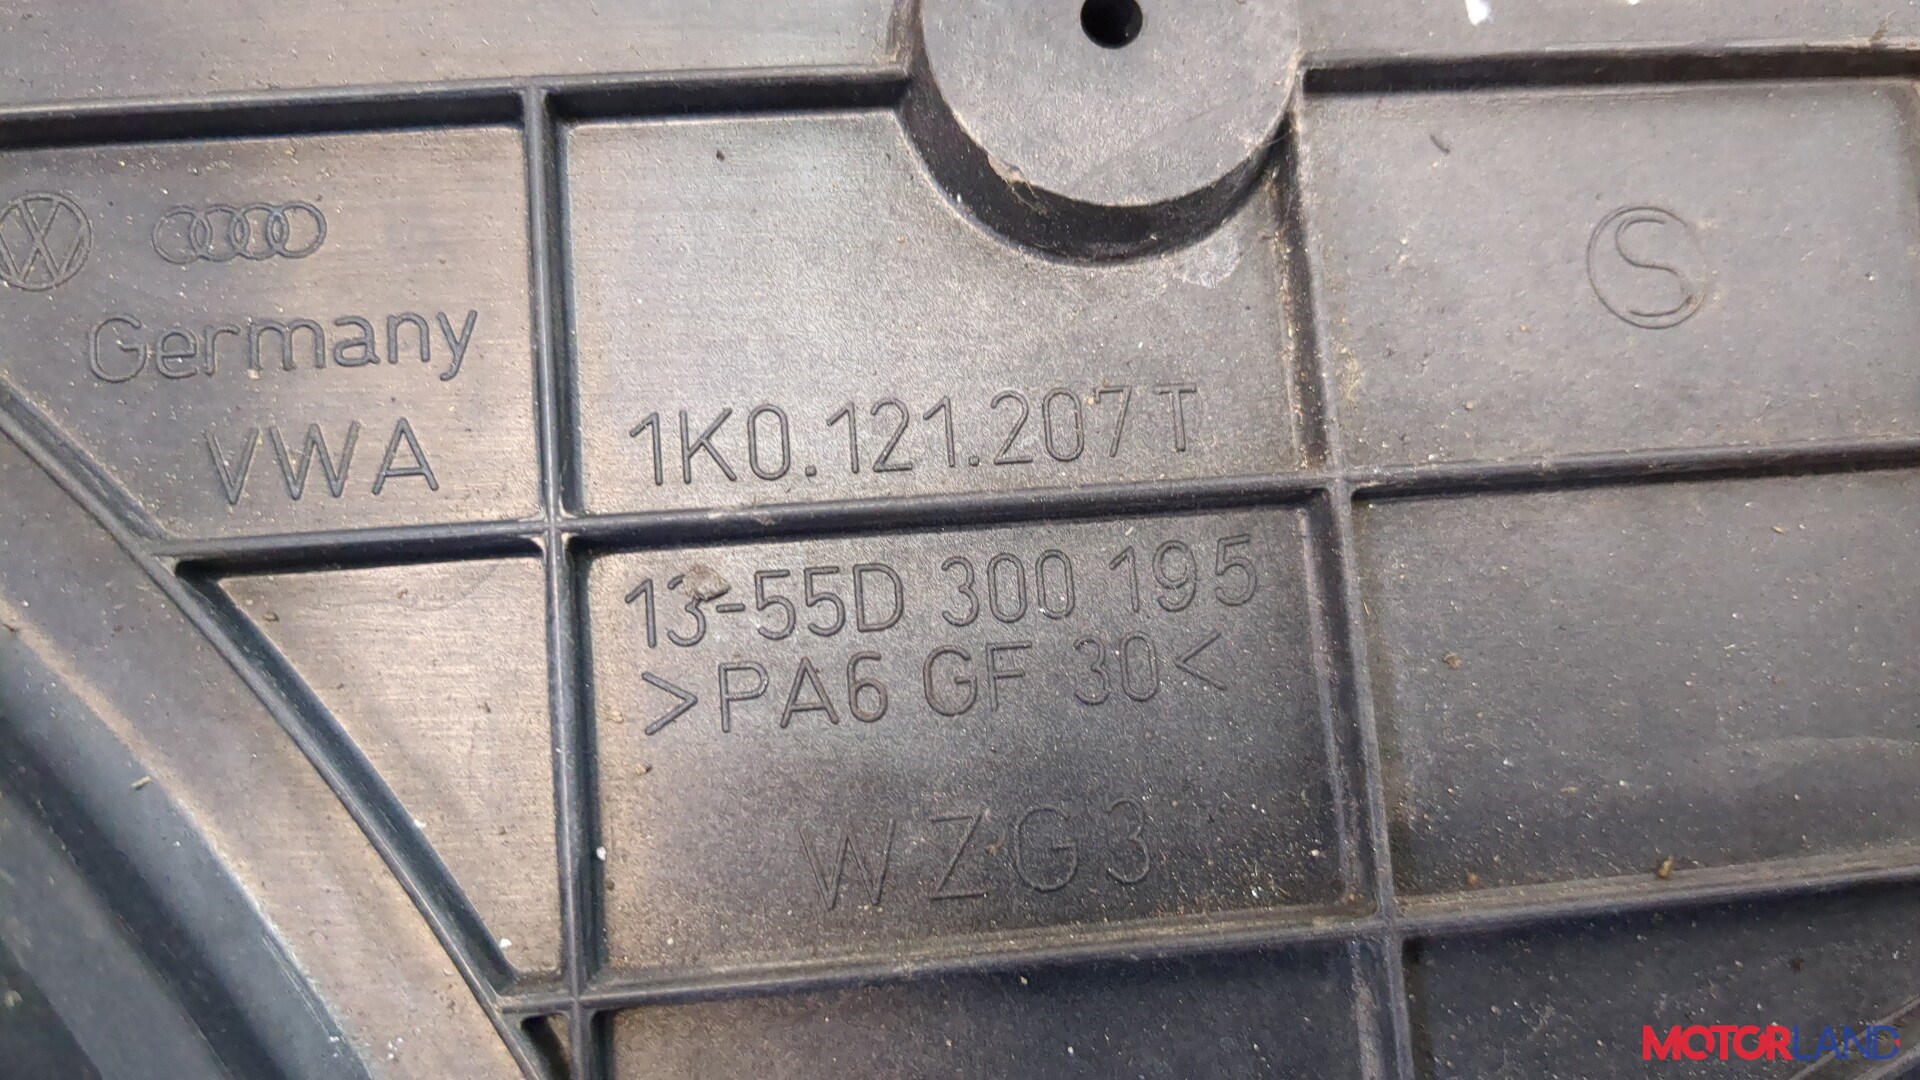 Germany
VWA
S
1K0.121.207 T
13-55D 300 195
>PA6 GF 30<
WZG3
MOTORLAND